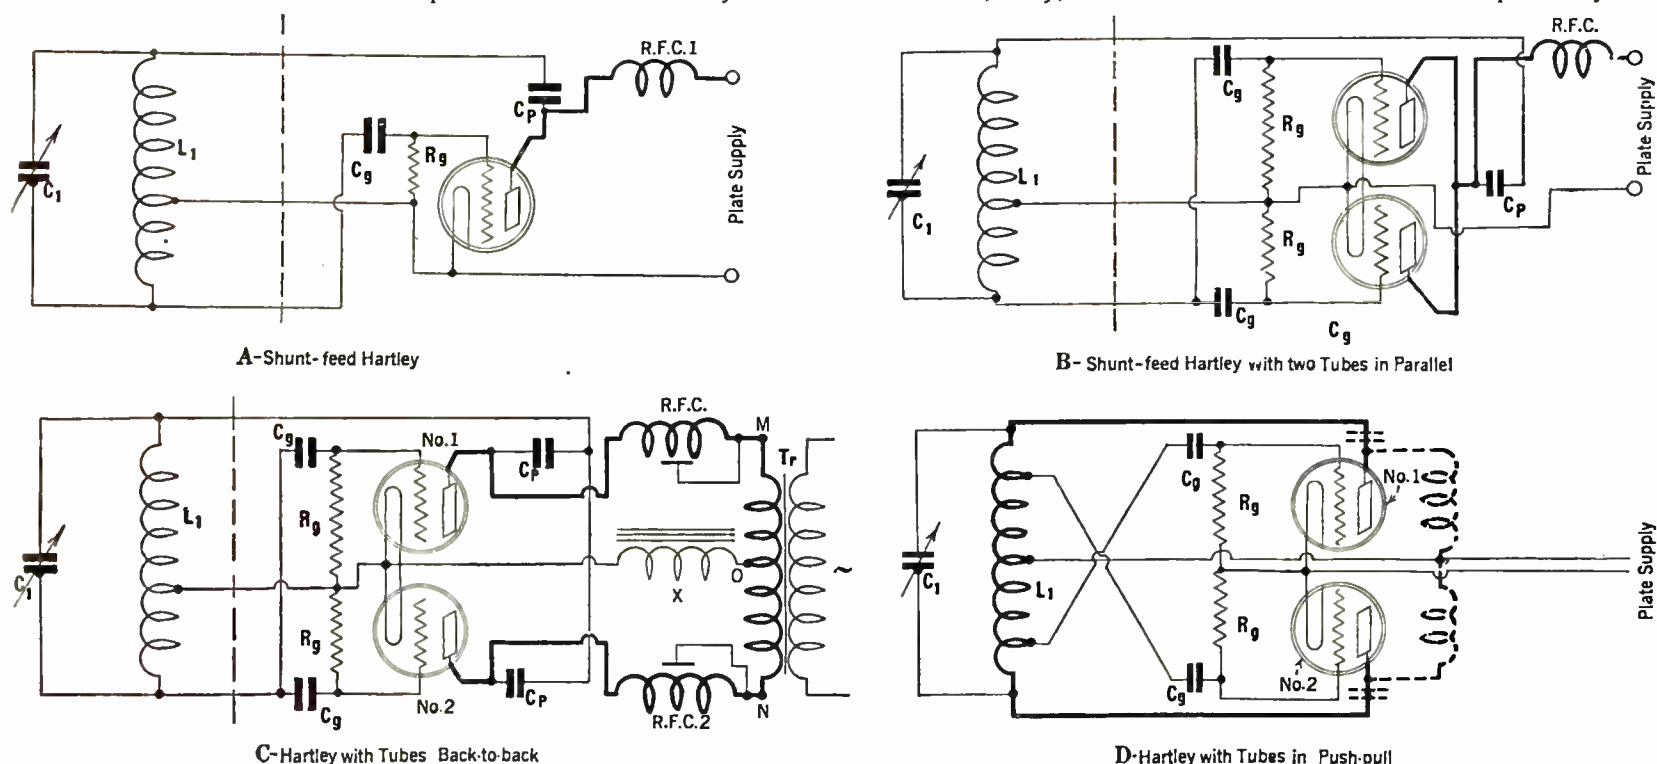 R.F.C.1
L1
C1
Cg
Rg
CP
Plate Supply
A-Shunt-feed Hartley
R.F.C.
L1
C1
Cg
Rg
Rg
Cg
Cg
CP
Plate Supply
B- Shunt-feed Hartley with two Tubes in Parallel
R.F.C.
M
Tr
Cg
No.1
CP
L1
Rg
C1
O
X
~
Rg
Cg
No.2
CP
R.F.C.2
N
C-Hartley with Tubes Back-to-back
Cg
No.1
Rg
C1
L1
Rg
Cg
No.2
Plate Supply
D-Hartley with Tubes in Push-pull